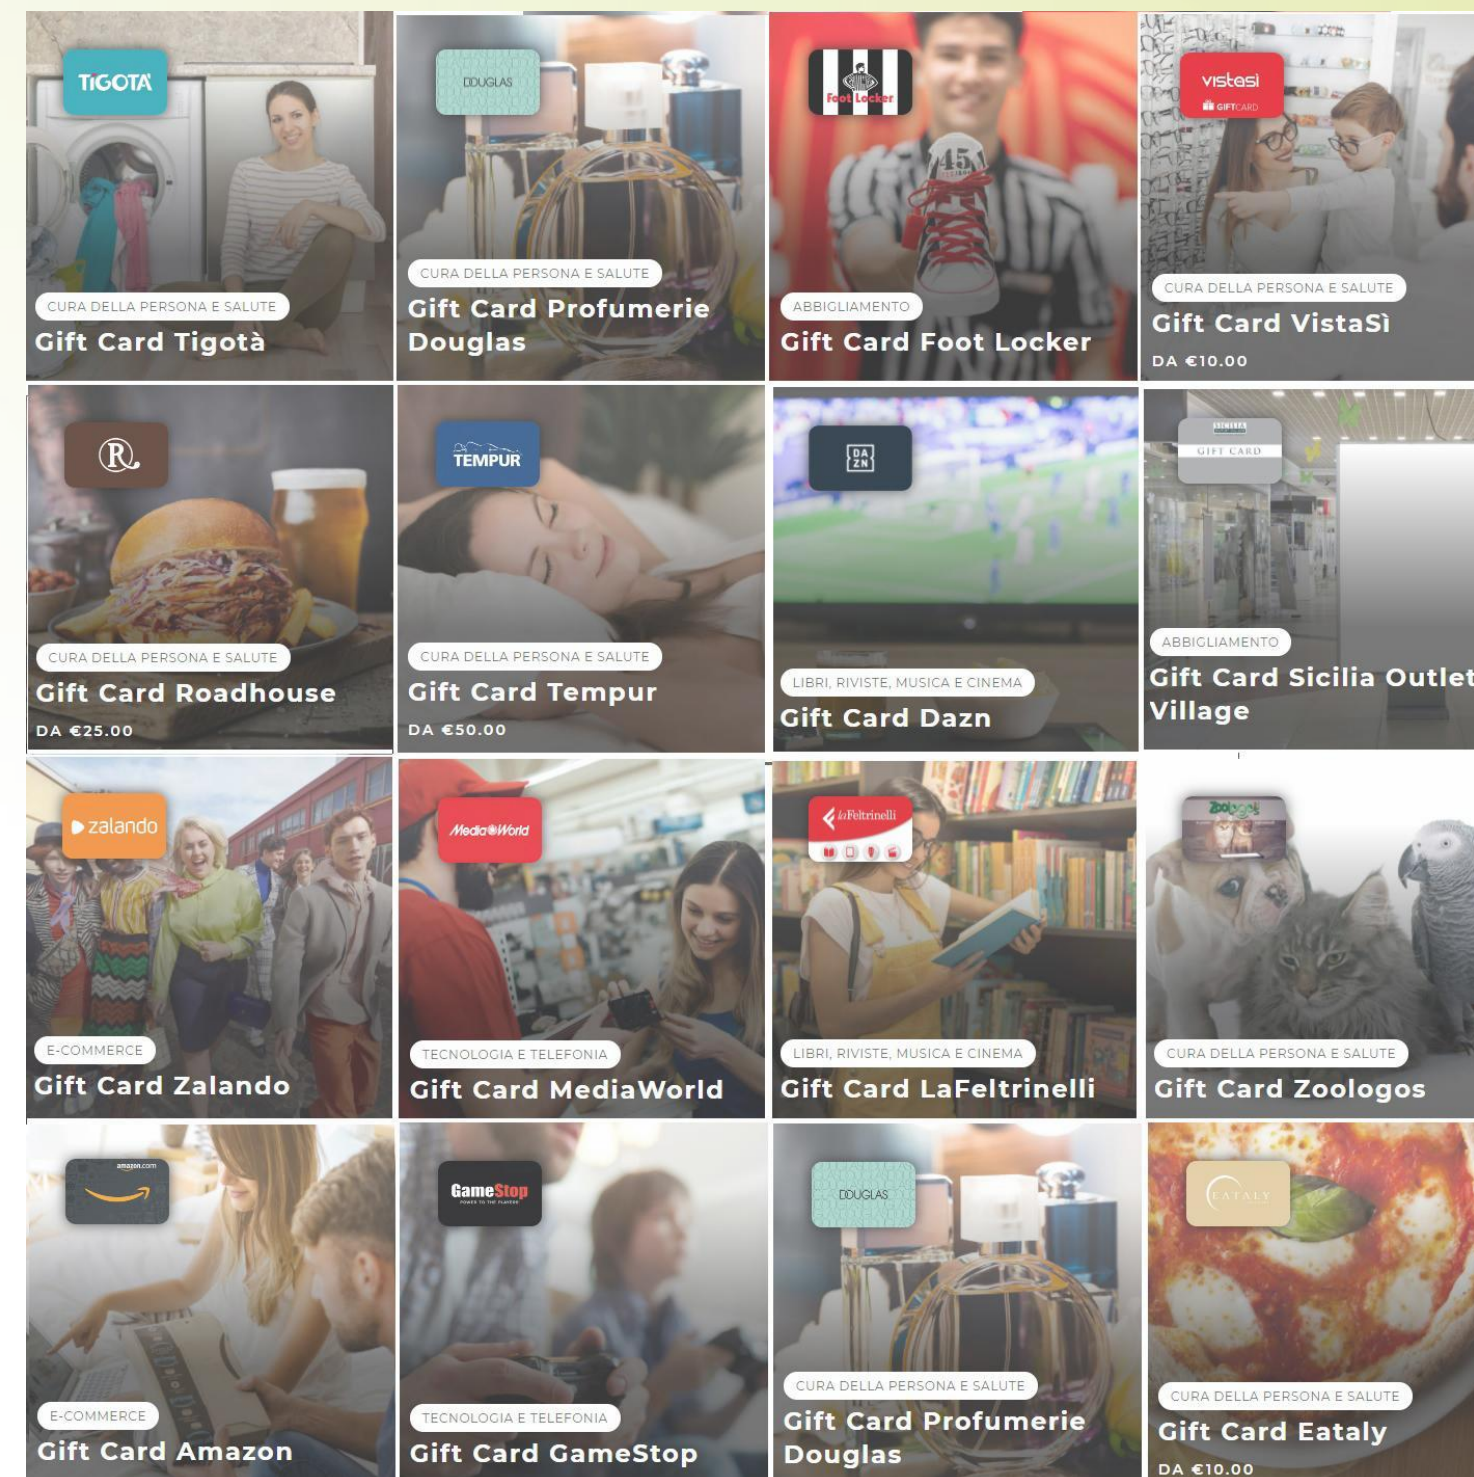 TIGOTÀ
CURA DELLA PERSONA E SALUTE
Gift Card Tigotà
DOUGLAS
CURA DELLA PERSONA E SALUTE
Gift Card Profumerie
Douglas
Foot Locker
45
ABBIGLIAMENTO
Gift Card Foot Locker
vistasì
GIFTCARD
CURA DELLA PERSONA E SALUTE
Gift Card VistaSì
DA €10.00
R
CURA DELLA PERSONA E SALUTE
Gift Card Roadhouse
DA €25.00
TEMPUR
CURA DELLA PERSONA E SALUTE
Gift Card Tempur
DA €50.00
DA
ZN
LIBRI, RIVISTE, MUSICA E CINEMA
Gift Card Dazn
GIFT CARD
ABBIGLIAMENTO
Gift Card Sicilia Outlet
Village
zalando
E-COMMERCE
Gift Card Zalando
MediaWorld
TECNOLOGIA E TELEFONIA
Gift Card MediaWorld
laFeltrinelli
LIBRI, RIVISTE, MUSICA E CINEMA
Gift Card LaFeltrinelli
Zoologos
CURA DELLA PERSONA E SALUTE
Gift Card Zoologos
amazon.com
E-COMMERCE
Gift Card Amazon
GameStop
POWER TO THE PLAYERS
TECNOLOGIA E TELEFONIA
Gift Card GameStop
DOUGLAS
CURA DELLA PERSONA E SALUTE
Gift Card Profumerie
Douglas
EATALY
CURA DELLA PERSONA E SALUTE
Gift Card Eataly
DA €10.00